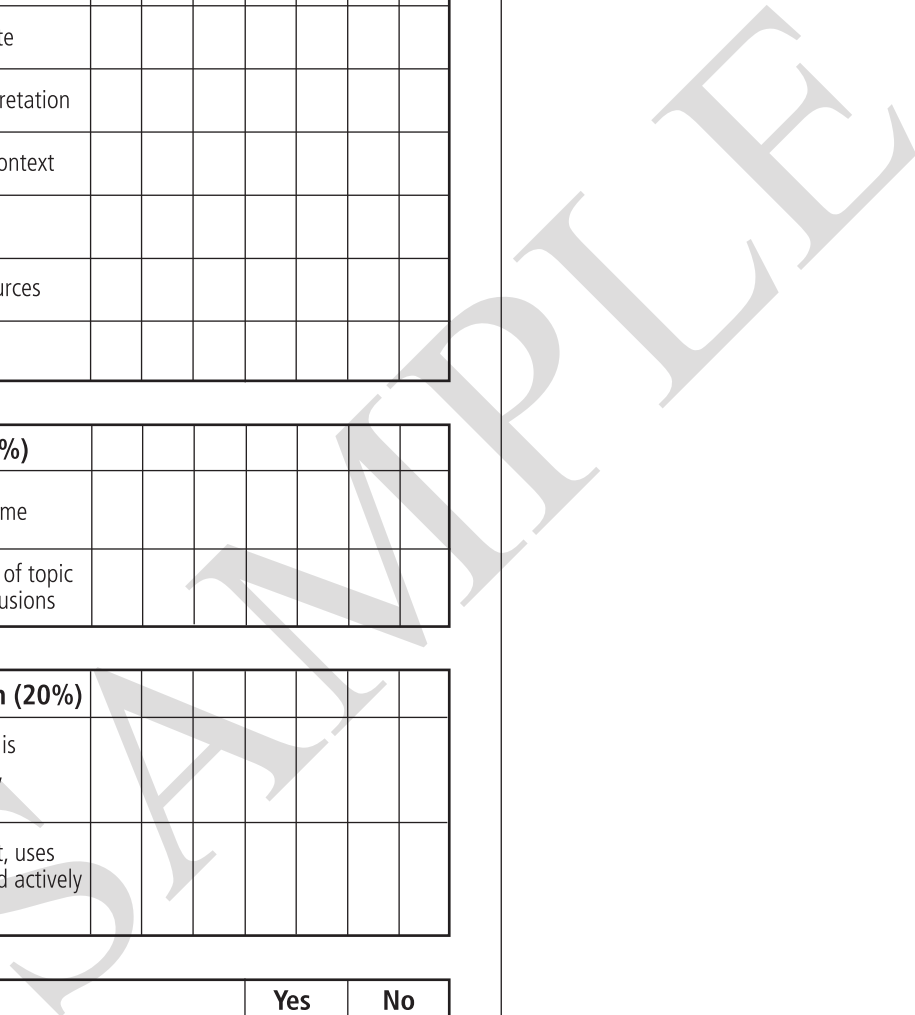 te
retation
ontext
urces
%)
me
of topic
usions
n (20%)
is
y
t, uses
d actively
Yes No
SAMPLE